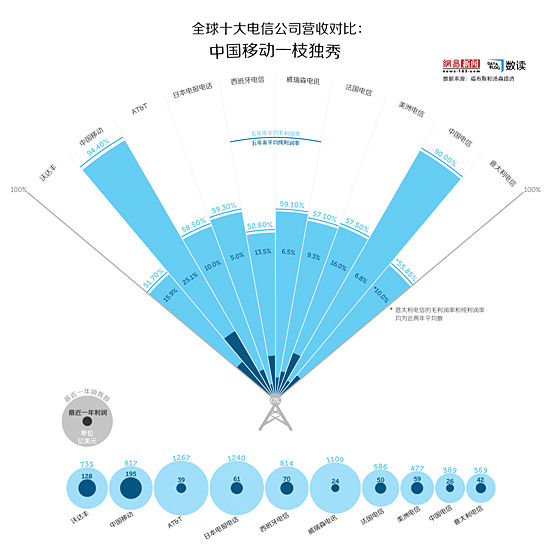 全球十大电信公司营收对比：
中国移动一枝独秀
网易新闻
news.163.com
数读
数据来源：福布斯和汤森路透
沃达丰
中国移动
AT&T
日本电报电话
西班牙电信
威瑞森电讯
法国电信
美洲电信
中国电信
意大利电信
五年来平均毛利润率
五年来平均纯利润率
100%
100%
51.70%
94.40%
58.50%
59.30%
52.80%
59.10%
57.10%
57.50%
90.00%
*55.85%
15.9%
25.1%
10.0%
5.0%
13.5%
6.5%
9.3%
16.0%
6.8%
*10.0%
* 意大利电信的毛利润率和纯利润率
均为近两年平均数
0%
最近一年销售额
最近一年利润
单位
亿美元
735
817
1267
1240
814
1109
586
477
389
369
128
195
39
61
70
24
50
59
26
42
沃达丰
中国移动
AT&T
日本电报电话
西班牙电信
威瑞森电讯
法国电信
美洲电信
中国电信
意大利电信